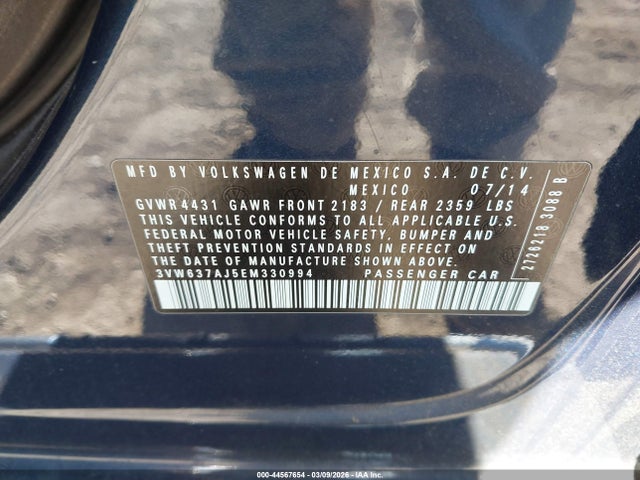 MFD BY VOLKSWAGEN DE MEXICO S.A. DE C.V.
MEXICO 07/14
GVWR 4431 GAWR FRONT 2183 / REAR 2359 LBS
THIS VEHICLE CONFORMS TO ALL APPLICABLE U.S.
FEDERAL MOTOR VEHICLE SAFETY, BUMPER AND
THEFT PREVENTION STANDARDS IN EFFECT ON
THE DATE OF MANUFACTURE SHOWN ABOVE.
3VW637AJ5EM330994 PASSENGER CAR
2726218 3088 B
000-44567654 - 03/09/2026 - IAA Inc.